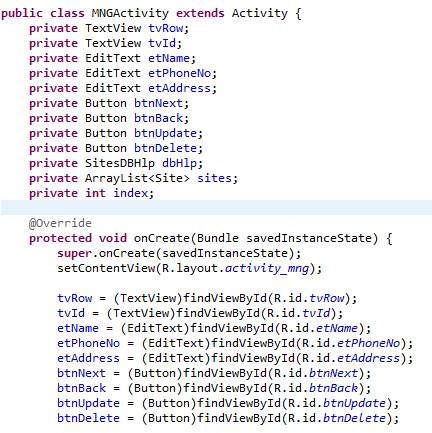 public class MNGActivity extends Activity {
    private TextView tvRow;
    private TextView tvId;
    private EditText etName;
    private EditText etPhoneNo;
    private EditText etAddress;
    private Button btnNext;
    private Button btnBack;
    private Button btnUpdate;
    private Button btnDelete;
    private SitesDBHlp dbHlp;
    private ArrayList<Site> sites;
    private int index;

    @Override
    protected void onCreate(Bundle savedInstanceState) {
        super.onCreate(savedInstanceState);
        setContentView(R.layout.activity_mng);

        tvRow = (TextView)findViewById(R.id.tvRow);
        tvId = (TextView)findViewById(R.id.tvId);
        etName = (EditText)findViewById(R.id.etName);
        etPhoneNo = (EditText)findViewById(R.id.etPhoneNo);
        etAddress = (EditText)findViewById(R.id.etAddress);
        btnNext = (Button)findViewById(R.id.btnNext);
        btnBack = (Button)findViewById(R.id.btnBack);
        btnUpdate = (Button)findViewById(R.id.btnUpdate);
        btnDelete = (Button)findViewById(R.id.btnDelete);